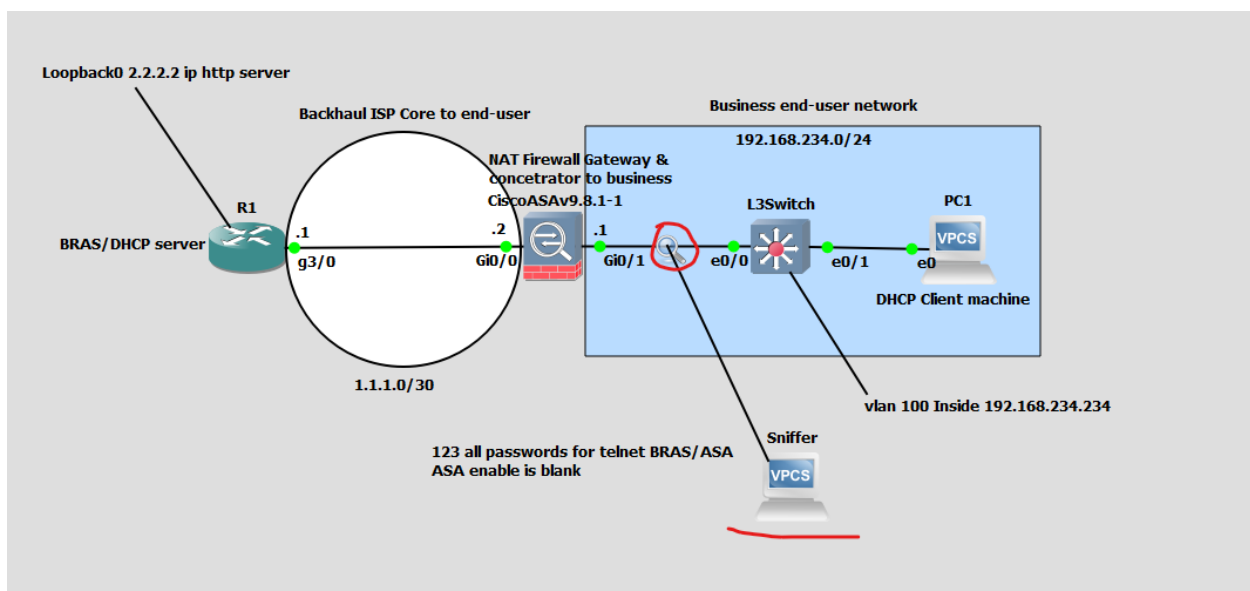 Loopback0 2.2.2.2 ip http server
Backhaul ISP Core to end-user
Business end-user network
192.168.234.0/24
NAT Firewall Gateway &
concetrator to business
CiscoASAv9.8.1-1
R1
L3Switch
PC1
BRAS/DHCP server
.1
g3/0
.2
Gi0/0
.1
Gi0/1
e0/0
e0/1
e0
VPCS
DHCP Client machine
1.1.1.0/30
vlan 100 Inside 192.168.234.234
123 all passwords for telnet BRAS/ASA
ASA enable is blank
Sniffer
VPCS